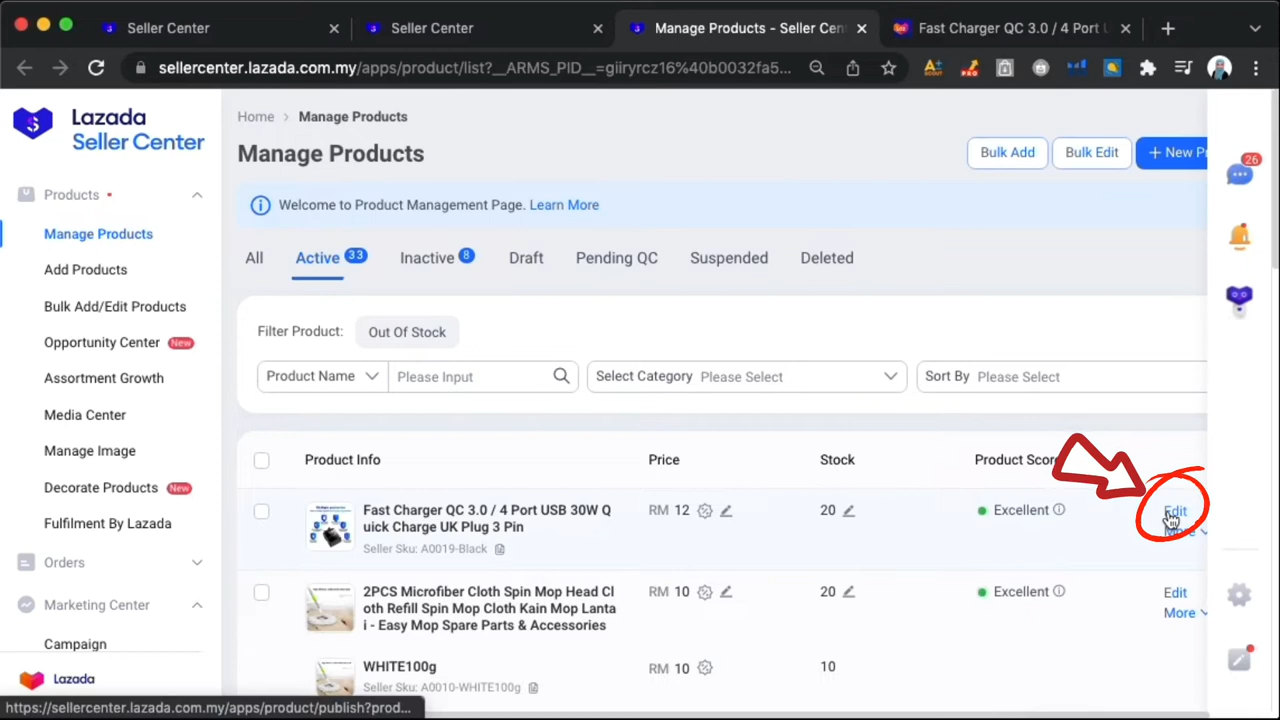 Seller Center
Seller Center
Manage Products - Seller Cen
Fast Charger QC 3.0 / 4 Port U
sellercenter.lazada.com.my/apps/product/list?__ARMS_PID__=giiryrcz16%40b0032fa5...
Lazada
Seller Center
Products
Manage Products
Add Products
Bulk Add/Edit Products
Opportunity Center New
Assortment Growth
Media Center
Manage Image
Decorate Products New
Fulfilment By Lazada
Orders
Marketing Center
Campaign
Lazada
https://sellercenter.lazada.com.my/apps/product/publish?prod...
Home > Manage Products
Manage Products
Bulk Add
Bulk Edit
+ New Pr
Welcome to Product Management Page. Learn More
All Active 33 Inactive 8 Draft Pending QC Suspended Deleted
Filter Product: Out Of Stock
Product Name Please Input Select Category Please Select Sort By Please Select
Product Info Price Stock Product Score
Fast Charger QC 3.0 / 4 Port USB 30W Q
uick Charge UK Plug 3 Pin
Seller Sku: A0019-Black
RM 12 20 Excellent Edit
More
2PCS Microfiber Cloth Spin Mop Head Cl
oth Refill Spin Mop Cloth Kain Mop Lanta
i - Easy Mop Spare Parts & Accessories
RM 10 20 Excellent Edit
More
WHITE100g
Seller Sku: A0010-WHITE100g
RM 10 10
26